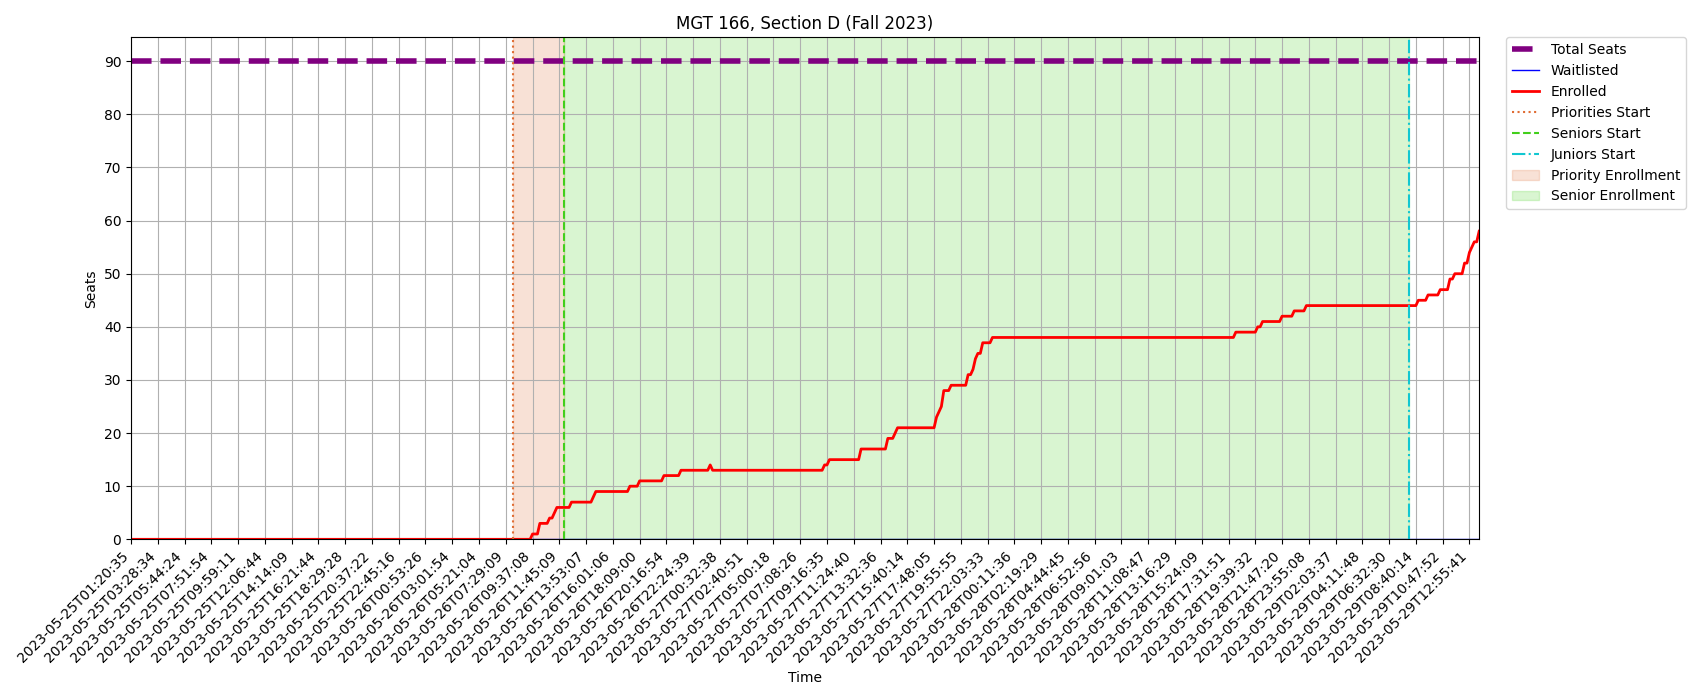 MGT 166, Section D (Fall 2023)
Total Seats
Waitlisted
Enrolled
Priorities Start
Seniors Start
Juniors Start
Priority Enrollment
Senior Enrollment
Seats
90
80
70
60
50
40
30
20
10
0
2023-05-25T01:20:35
2023-05-25T03:28:34
2023-05-25T05:44:24
2023-05-25T07:51:54
2023-05-25T09:59:11
2023-05-25T12:06:44
2023-05-25T14:14:09
2023-05-25T16:21:44
2023-05-25T18:29:28
2023-05-25T20:37:22
2023-05-25T22:45:16
2023-05-26T00:53:26
2023-05-26T03:01:54
2023-05-26T05:21:04
2023-05-26T07:29:09
2023-05-26T09:37:08
2023-05-26T11:45:09
2023-05-26T13:53:07
2023-05-26T16:01:06
2023-05-26T18:09:00
2023-05-26T20:16:54
2023-05-26T22:24:39
2023-05-27T00:32:38
2023-05-27T02:40:51
2023-05-27T05:00:18
2023-05-27T07:08:26
2023-05-27T09:16:35
2023-05-27T11:24:40
2023-05-27T13:32:36
2023-05-27T15:40:14
2023-05-27T17:48:05
2023-05-27T19:55:55
2023-05-27T22:03:33
2023-05-28T00:11:36
2023-05-28T02:19:29
2023-05-28T04:44:45
2023-05-28T06:52:56
2023-05-28T09:01:03
2023-05-28T11:08:47
2023-05-28T13:16:29
2023-05-28T15:24:09
2023-05-28T17:31:51
2023-05-28T19:39:32
2023-05-28T21:47:20
2023-05-28T23:55:08
2023-05-29T02:03:37
2023-05-29T04:11:48
2023-05-29T06:32:30
2023-05-29T08:40:14
2023-05-29T10:47:52
2023-05-29T12:55:41
Time